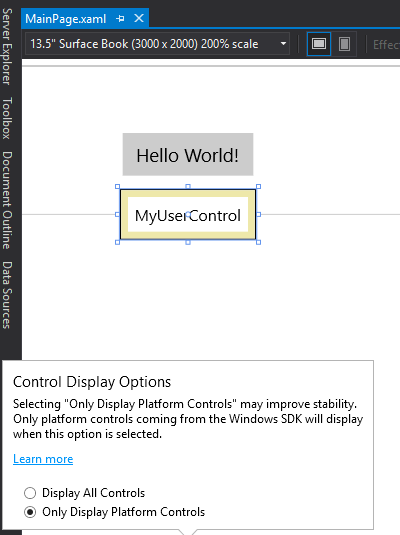 MainPage.xaml
13.5" Surface Book (3000 x 2000) 200% scale
Effec
Server Explorer
Toolbox
Document Outline
Data Sources
Hello World!
MyUserControl
Control Display Options
Selecting "Only Display Platform Controls" may improve stability.
Only platform controls coming from the Windows SDK will display
when this option is selected.
Learn more
Display All Controls
Only Display Platform Controls